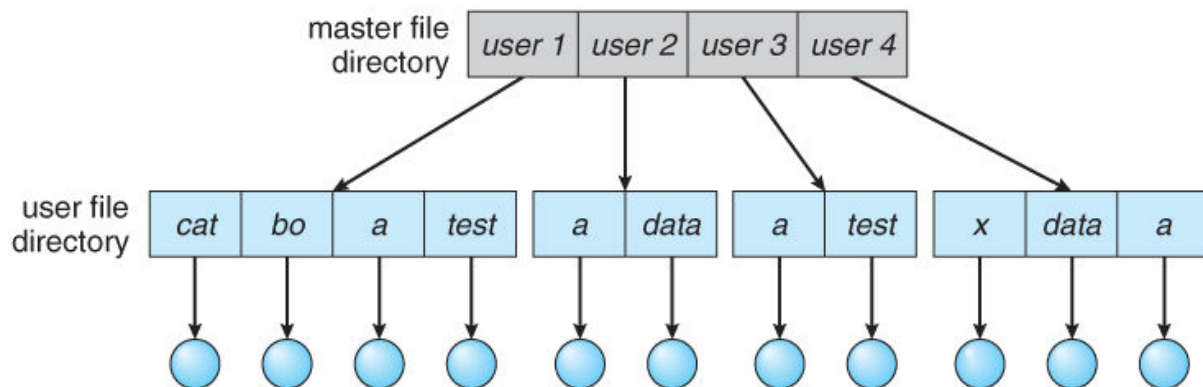 master file
directory
user 1 user 2 user 3 user 4
user file
directory
cat bo a test a data a test x data a